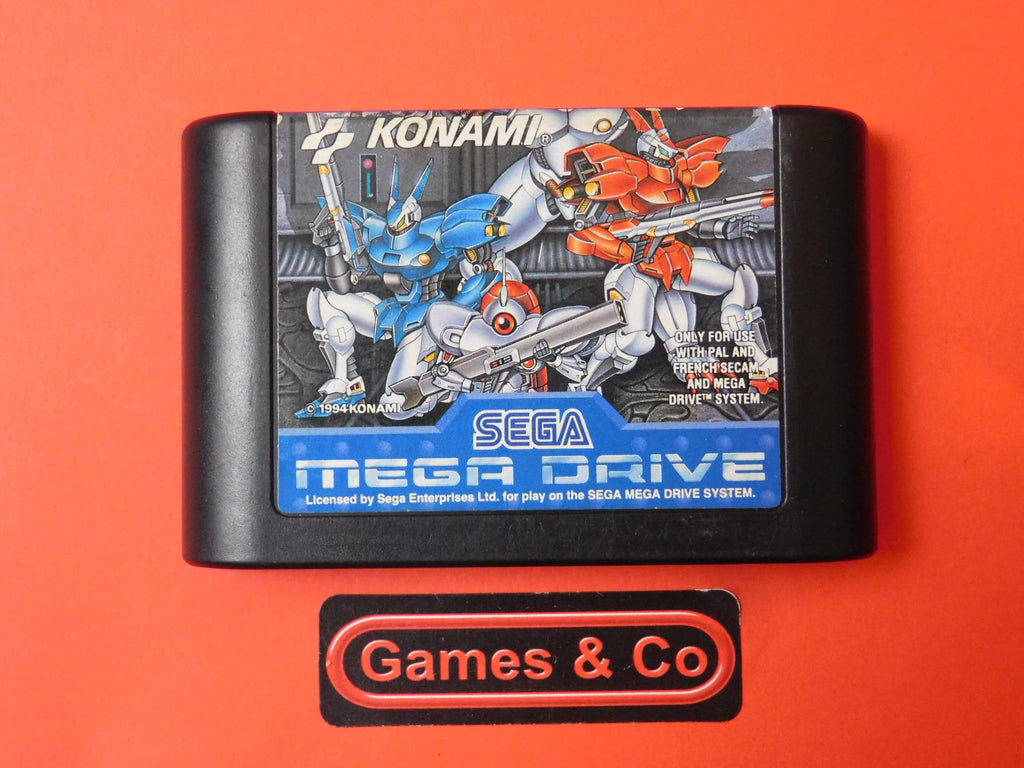 KONAMI®
ONLY FOR USE
WITH PAL AND
FRENCH SECAM
AND MEGA
DRIVE™ SYSTEM.
© 1994 KONAMI
SEGA
MEGA DRIVE
Licensed by Sega Enterprises Ltd. for play on the SEGA MEGA DRIVE SYSTEM.
Games & Co